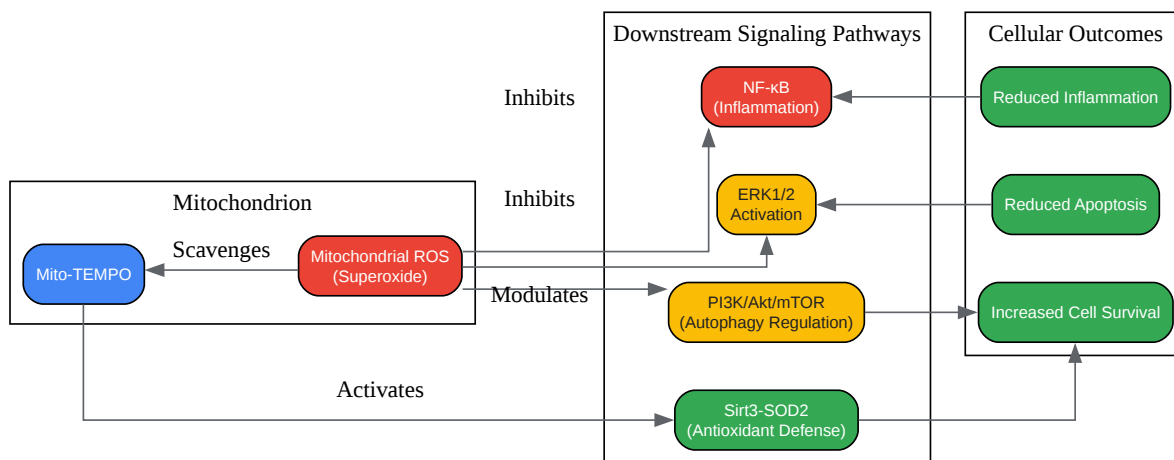 Downstream Signaling Pathways
Cellular Outcomes
Inhibits
NF-κB
(Inflammation)
Reduced Inflammation
Mitochondrion
Inhibits
ERK1/2
Activation
Reduced Apoptosis
Scavenges
Mito-TEMPO
Mitochondrial ROS
(Superoxide)
Modulates
PI3K/Akt/mTOR
(Autophagy Regulation)
Increased Cell Survival
Activates
Sirt3-SOD2
(Antioxidant Defense)